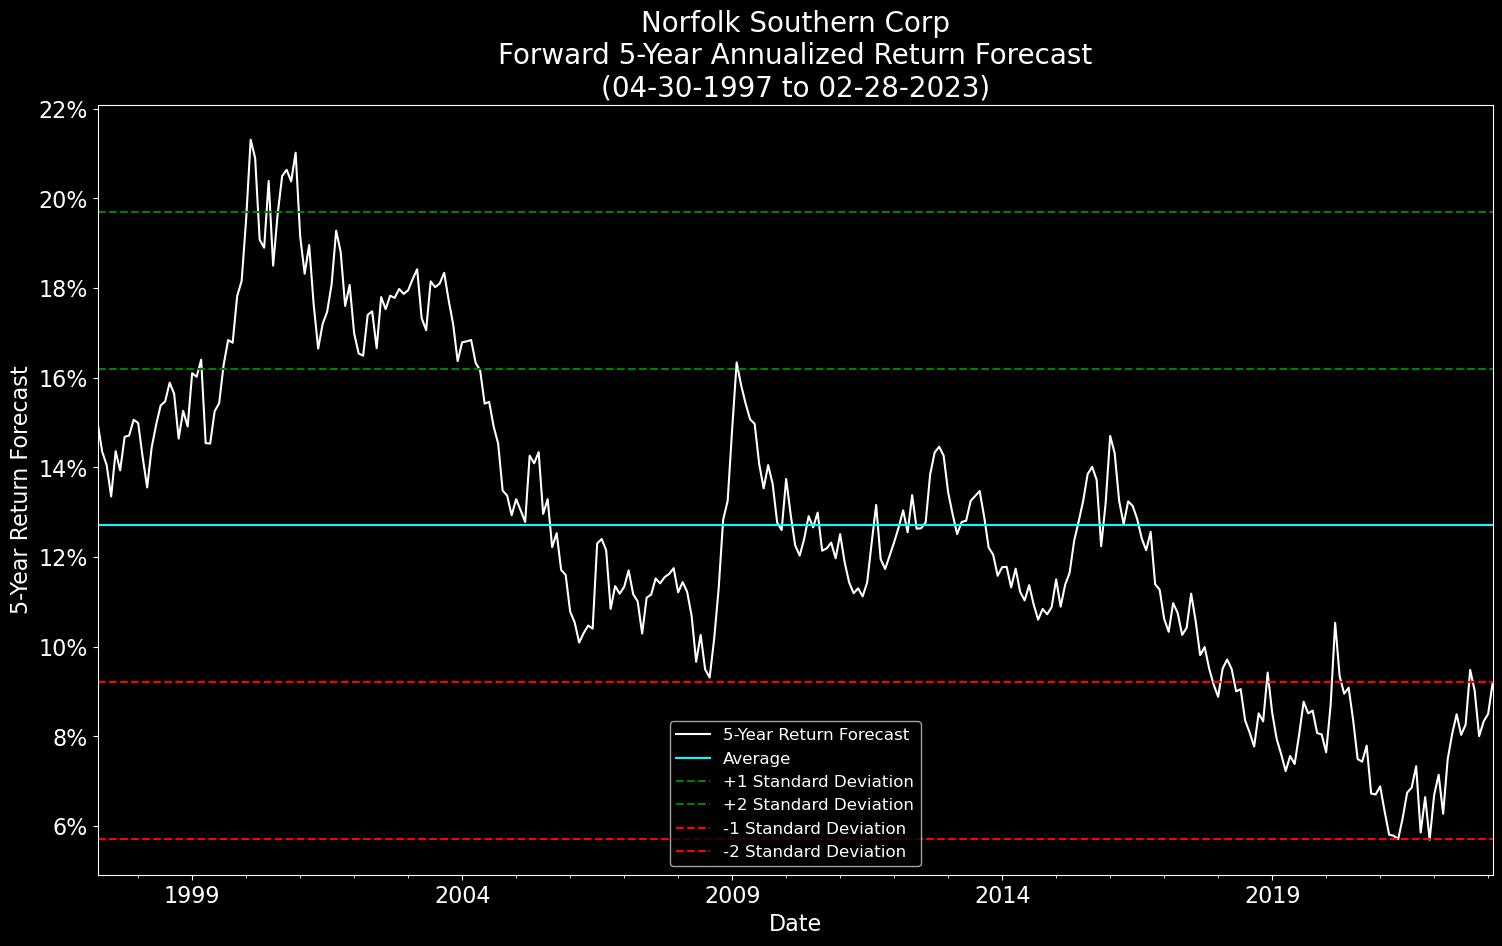 Norfolk Southern Corp
Forward 5-Year Annualized Return Forecast
(04-30-1997 to 02-28-2023)
22%
20%
18%
16%
14%
12%
10%
8%
6%
5-Year Return Forecast
5-Year Return Forecast
Average
+1 Standard Deviation
+2 Standard Deviation
-1 Standard Deviation
-2 Standard Deviation
1999
2004
2009
2014
2019
Date